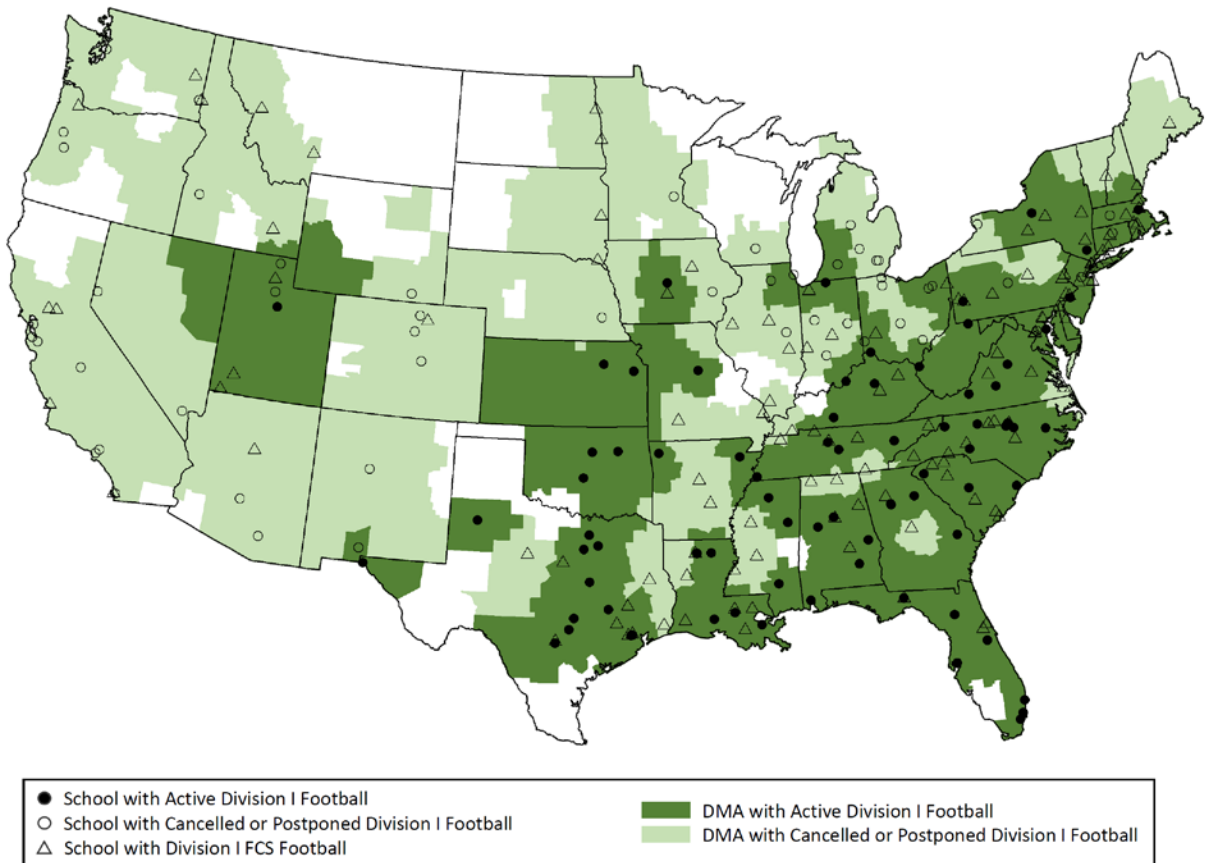 School with Active Division I Football
School with Cancelled or Postponed Division I Football
School with Division I FCS Football
DMA with Active Division I Football
DMA with Cancelled or Postponed Division I Football